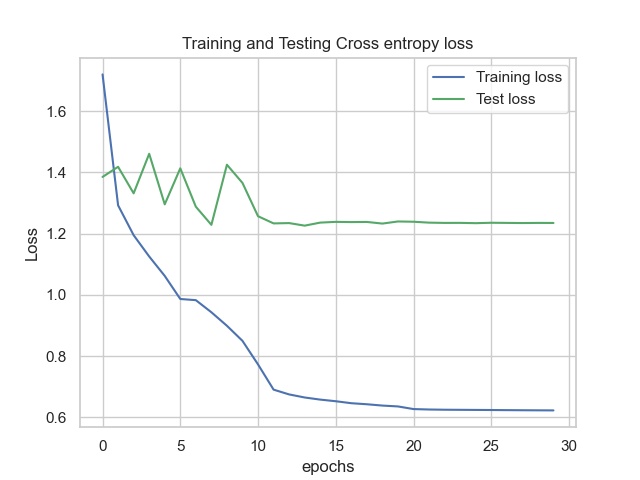 Training and Testing Cross entropy loss
Training loss
Test loss
1.6
1.4
1.2
1.0
0.8
0.6
Loss
0 5 10 15 20 25 30
epochs